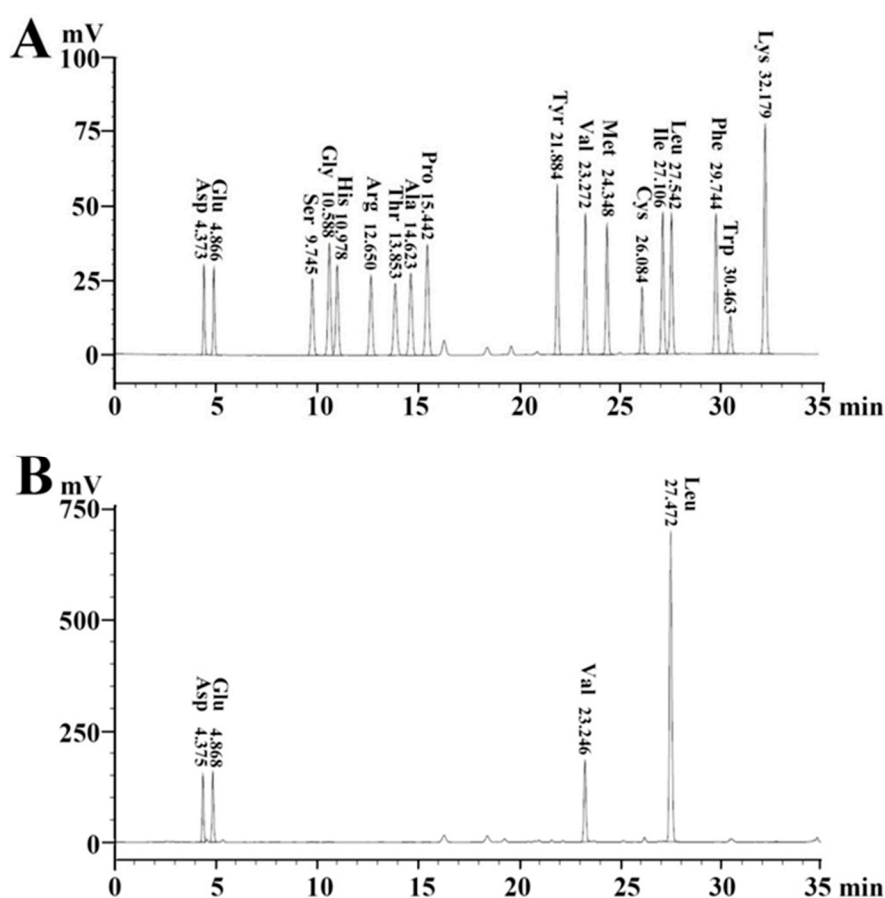 A
mV
100
75
50
25
0
Asp 4.373
Glu 4.866
Ser 9.745
Gly 10.588
His 10.978
Arg 12.650
Thr 13.853
Ala 14.623
Pro 15.442
Tyr 21.884
Val 23.272
Met 24.348
Cys 26.084
Ile 27.106
Leu 27.542
Phe 29.744
Trp 30.463
Lys 32.179
0 5 10 15 20 25 30 35 min
B
mV
750
500
250
0
Asp 4.375
Glu 4.868
Val 23.246
Leu
27.472
0 5 10 15 20 25 30 35 min